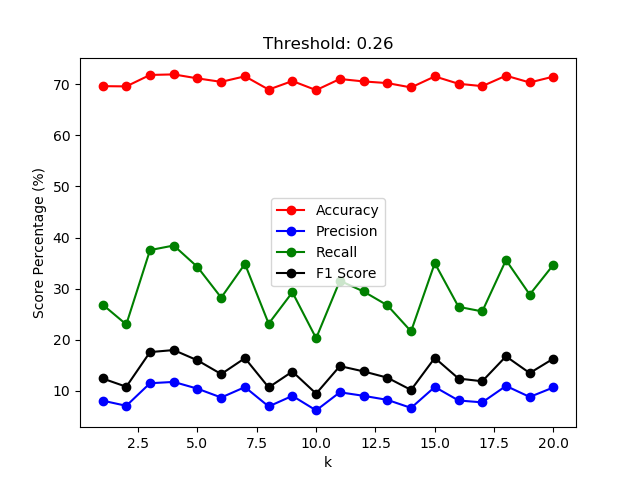 Threshold: 0.26
Score Percentage (%)
70
60
50
40
30
20
10
Accuracy
Precision
Recall
F1 Score
2.5 5.0 7.5 10.0 12.5 15.0 17.5 20.0
k